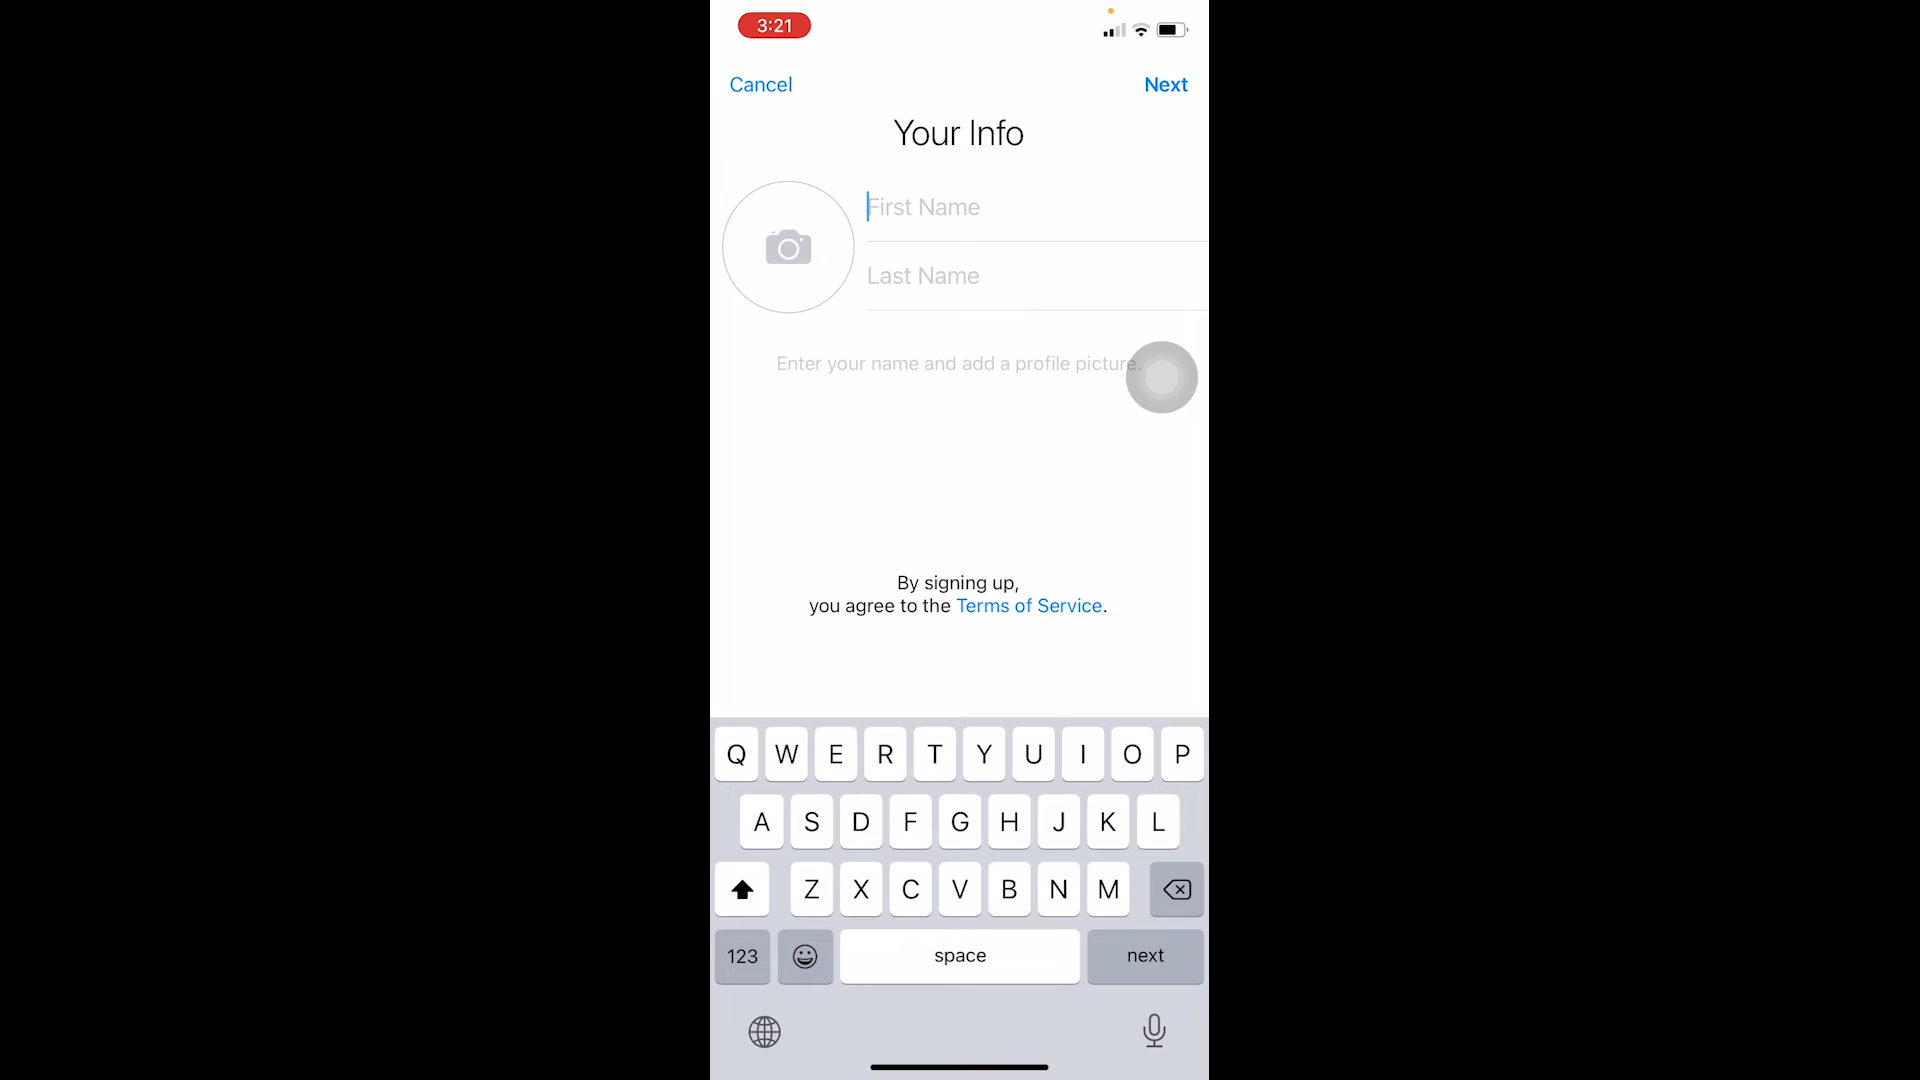 3:21
Cancel
Next
Your Info
First Name
Last Name
Enter your name and add a profile picture.
By signing up,
you agree to the Terms of Service.
Q W E R T Y U I O P
A S D F G H J K L
Z X C V B N M
123
space
next